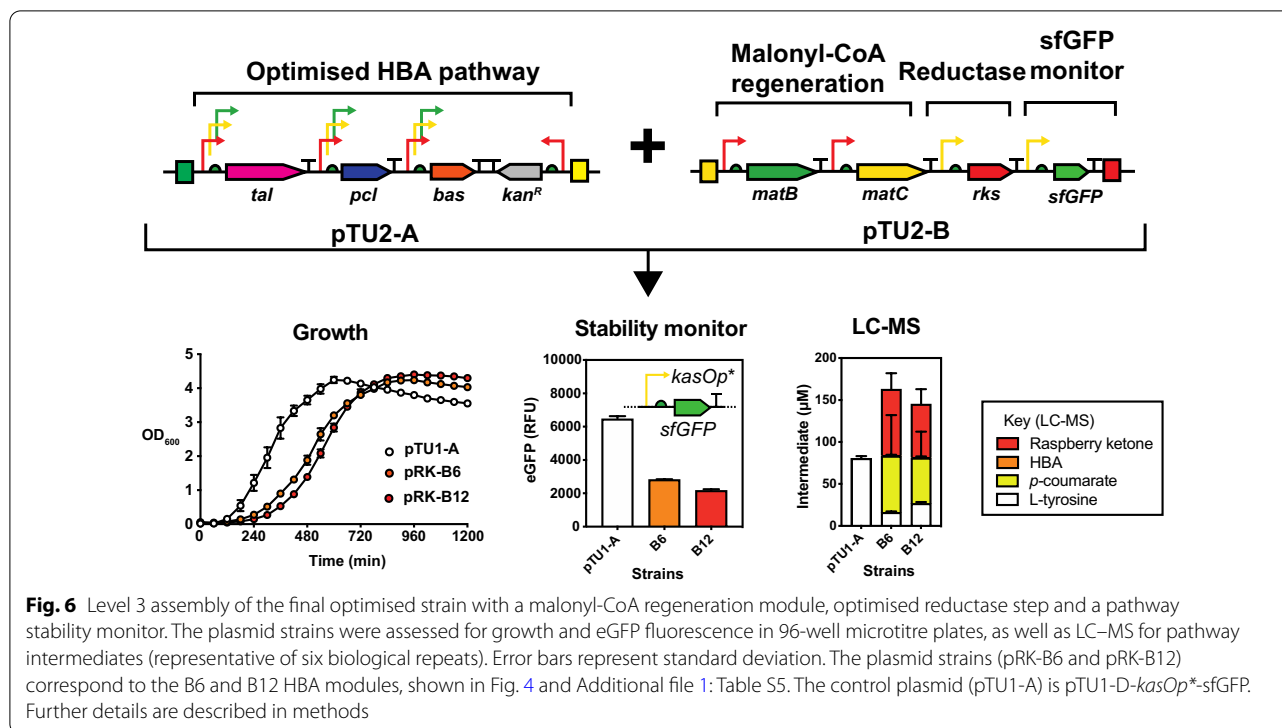 Optimised HBA pathway
Malonyl-CoA
regeneration
Reductase
sfGFP
monitor
+
tal
pcl
bas
kanR
matB
matC
rks
sfGFP
pTU2-A
pTU2-B
Growth
5
4
3
2
1
0
OD600
0
240
480
720
960
1200
Time (min)
pTU1-A
pRK-B6
pRK-B12
Stability monitor
10000
8000
6000
4000
2000
0
eGFP (RFU)
kasOp*
sfGFP
pTU1-A
B6
B12
Strains
LC-MS
200
150
100
50
0
Intermediate (µM)
pTU1-A
B6
B12
Strains
Key (LC-MS)
Raspberry ketone
HBA
p-coumarate
L-tyrosine
Fig. 6 Level 3 assembly of the final optimised strain with a malonyl-CoA regeneration module, optimised reductase step and a pathway
stability monitor. The plasmid strains were assessed for growth and eGFP fluorescence in 96-well microtitre plates, as well as LC–MS for pathway
intermediates (representative of six biological repeats). Error bars represent standard deviation. The plasmid strains (pRK-B6 and pRK-B12)
correspond to the B6 and B12 HBA modules, shown in Fig. 4 and Additional file 1: Table S5. The control plasmid (pTU1-A) is pTU1-D-kasOp*-sfGFP.
Further details are described in methods